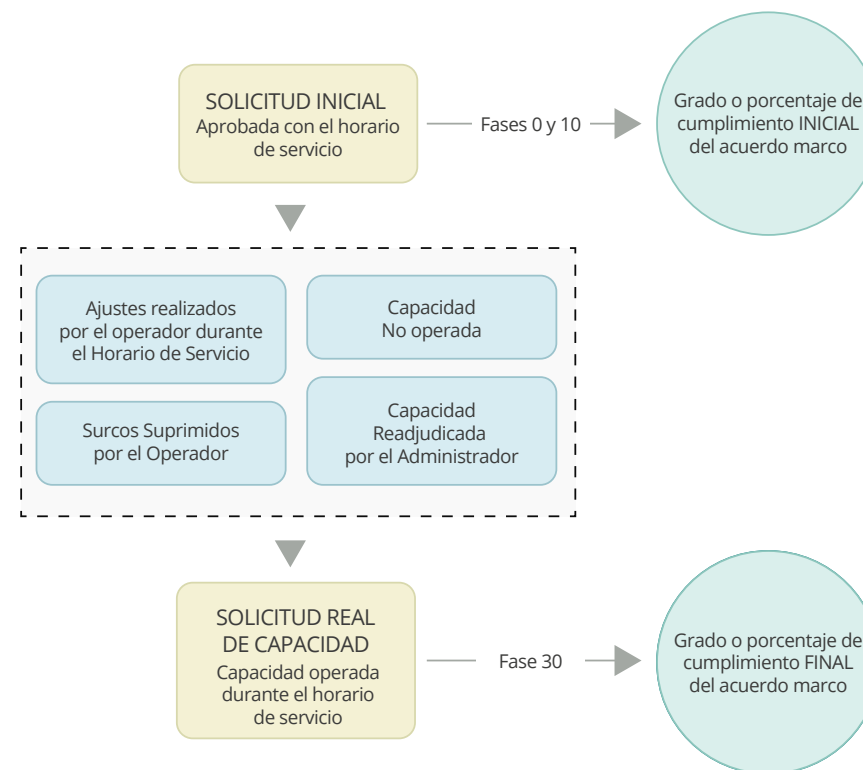 SOLICITUD INICIAL
Aprobada con el horario
de servicio
Fases 0 y 10
Grado o porcentaje de
cumplimiento INICIAL
del acuerdo marco
Ajustes realizados
por el operador durante
el Horario de Servicio
Capacidad
No operada
Surcos Suprimidos
por el Operador
Capacidad
Readjudicada
por el Administrador
SOLICITUD REAL
DE CAPACIDAD
Capacidad operada
durante el horario
de servicio
Fase 30
Grado o porcentaje de
cumplimiento FINAL
del acuerdo marco